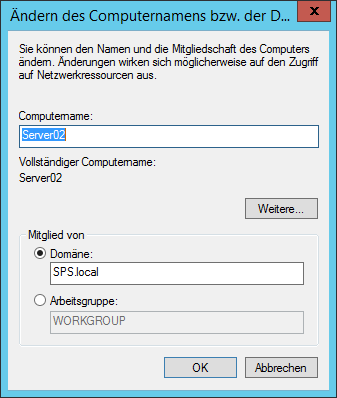 Ändern des Computernamens bzw. der D...
x
Sie können den Namen und die Mitgliedschaft des Computers
ändern. Änderungen wirken sich möglicherweise auf den Zugriff
auf Netzwerkressourcen aus.
Computername:
Server02
Vollständiger Computername:
Server02
Weitere...
Mitglied von
Domäne:
SPS.local
Arbeitsgruppe:
WORKGROUP
OK
Abbrechen